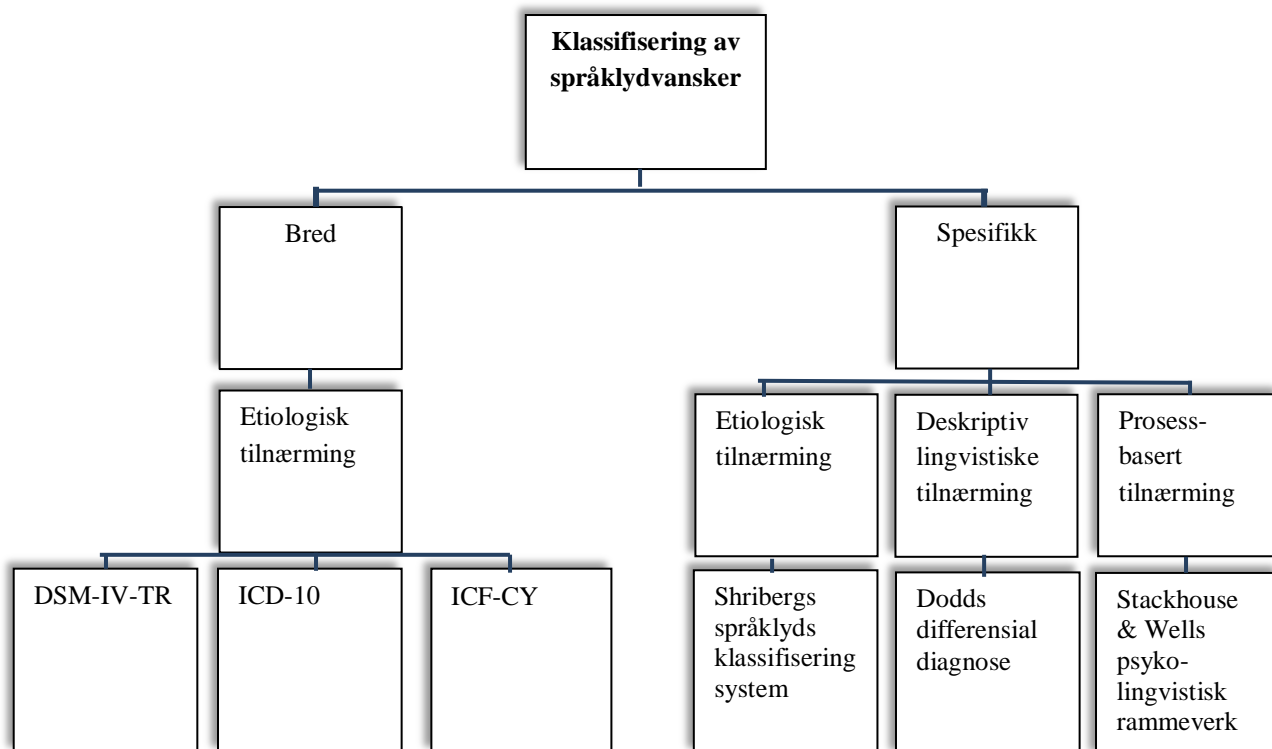 Klassifisering av
språklydvansker
Bred
Spesifikk
Etiologisk
tilnærming
Etiologisk
tilnærming
Deskriptiv
lingvistiske
tilnærming
Prosess-
basert
tilnærming
DSM-IV-TR
ICD-10
ICF-CY
Shribergs
språklyds
klassifisering
system
Dodds
differensial
diagnose
Stackhouse
& Wells
psyko-
lingvistisk
rammeverk